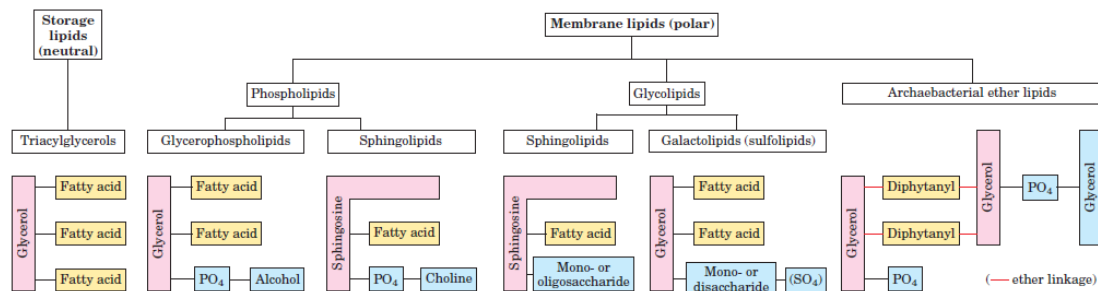 Storage
lipids
(neutral)
Membrane lipids (polar)
Phospholipids
Glycolipids
Archaebacterial ether lipids
Triacylglycerols
Glycerophospholipids
Sphingolipids
Sphingolipids
Galactolipids (sulfolipids)
Glycerol
Fatty acid
Fatty acid
Fatty acid
Glycerol
Fatty acid
Fatty acid
PO4
Alcohol
Sphingosine
Fatty acid
PO4
Choline
Sphingosine
Fatty acid
Mono- or
oligosaccharide
Glycerol
Fatty acid
Fatty acid
Mono- or
disaccharide
(SO4)
Glycerol
Diphytanyl
Diphytanyl
PO4
Glycerol
PO4
Glycerol
( ether linkage)